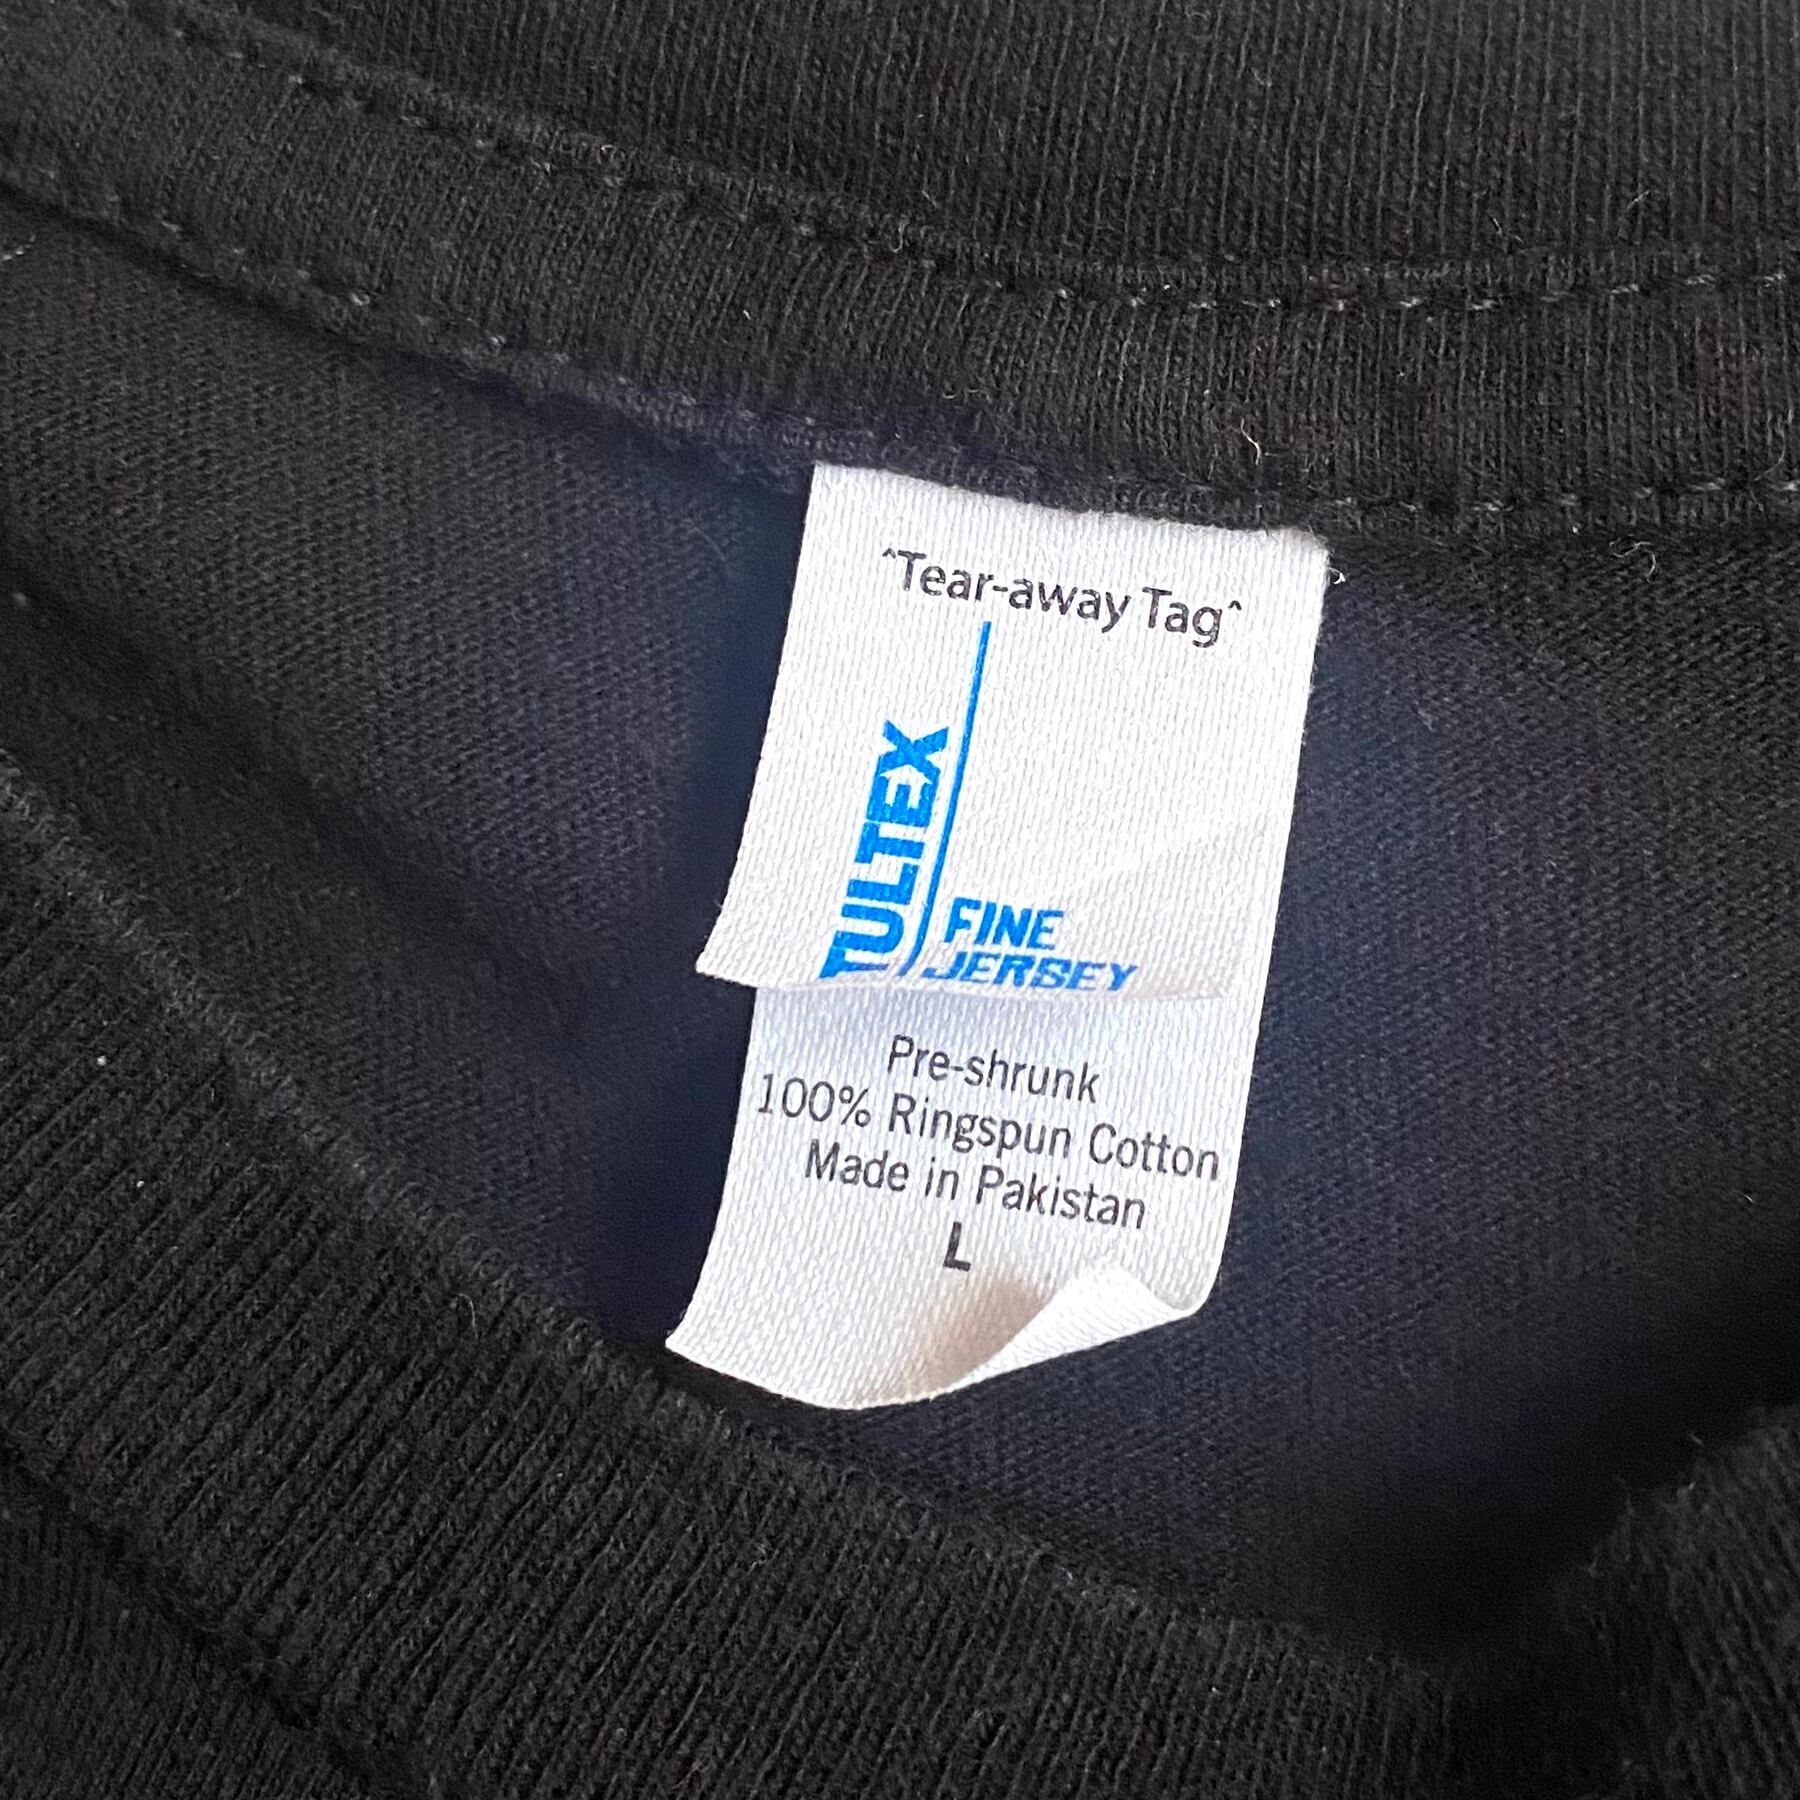 ^Tear-away Tag^
TULTEX
FINE
JERSEY
Pre-shrunk
100% Ringspun Cotton
Made in Pakistan
L